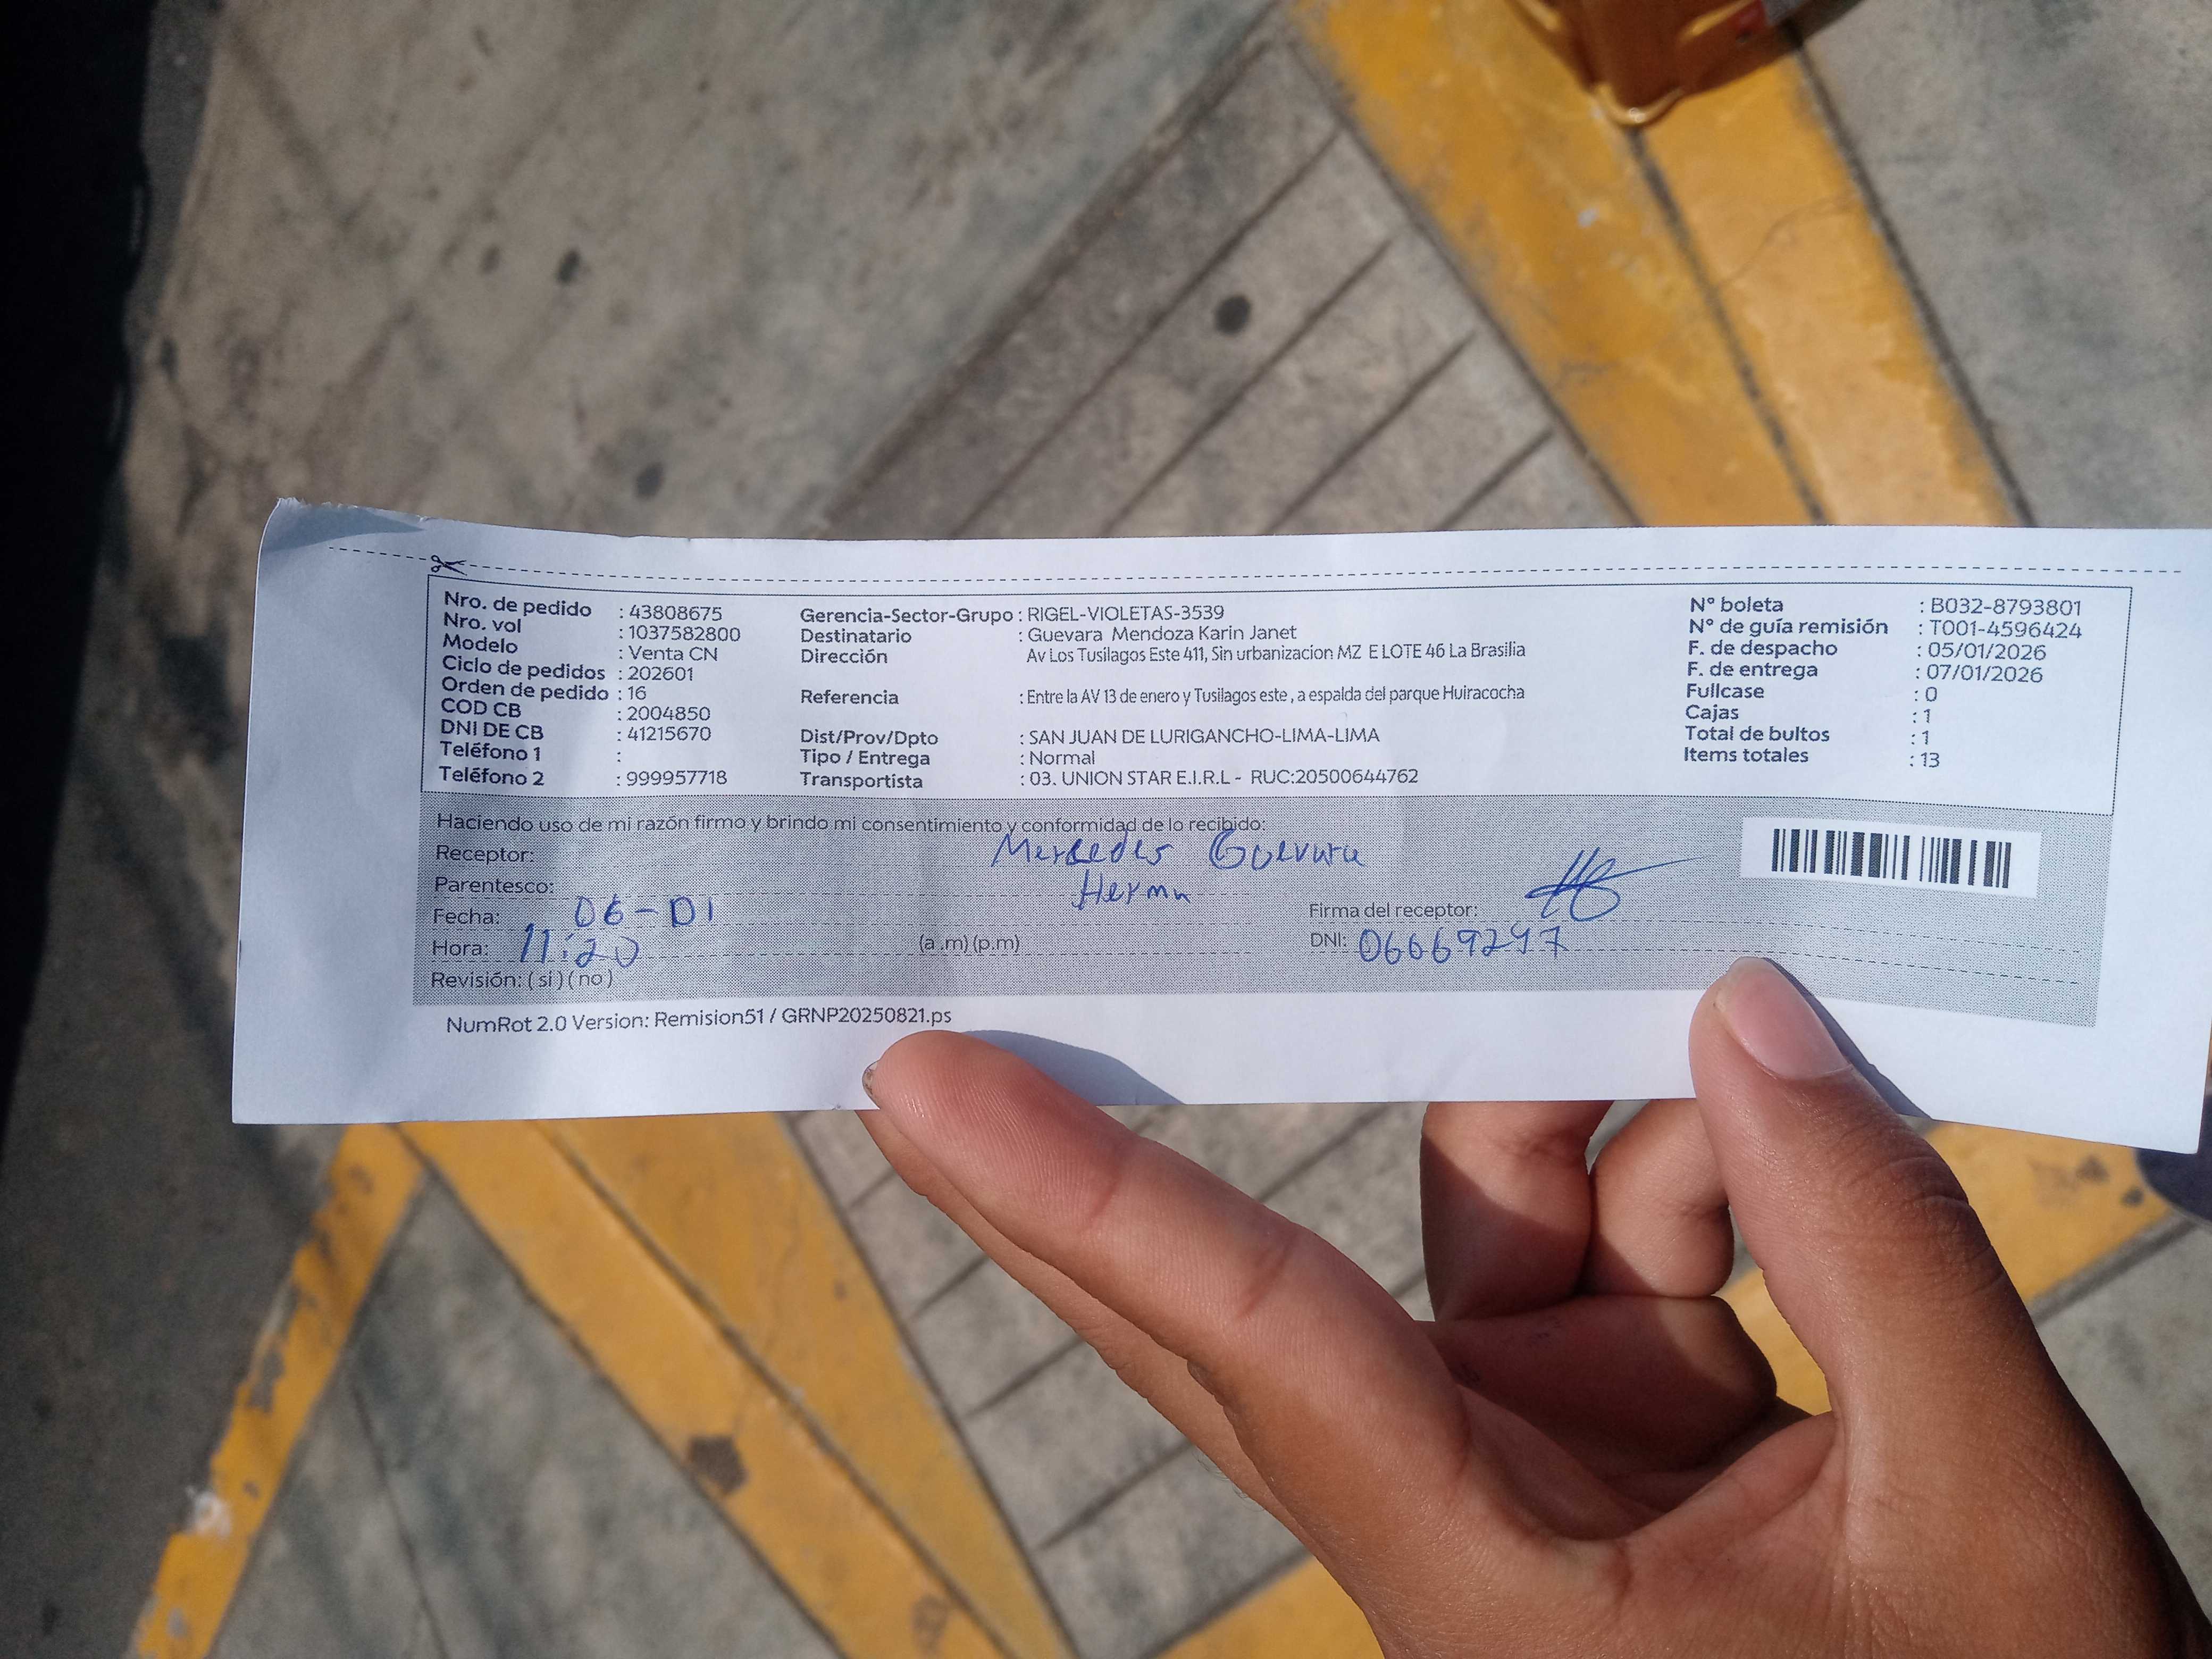 Nro. de pedido : 43808675
Nro. vol : 1037582800
Modelo : Venta CN
Ciclo de pedidos : 202601
Orden de pedido : 16
COD CB : 2004850
DNI DE CB : 41215670
Teléfono 1 :
Teléfono 2 : 999957718
Gerencia-Sector-Grupo : RIGEL-VIOLETAS-3539
Destinatario : Guevara Mendoza Karin Janet
Dirección Av Los Tusilagos Este 411, Sin urbanizacion MZ E LOTE 46 La Brasilia
Referencia : Entre la AV 13 de enero y Tusilagos este , a espalda del parque Huiracocha
Dist/Prov/Dpto : SAN JUAN DE LURIGANCHO-LIMA-LIMA
Tipo / Entrega : Normal
Transportista : 03. UNION STAR E.I.R.L - RUC:20500644762
N° boleta : B032-8793801
N° de guía remisión : T001-4596424
F. de despacho : 05/01/2026
F. de entrega : 07/01/2026
Fullcase : 0
Cajas : 1
Total de bultos : 1
Items totales : 13
Haciendo uso de mi razón firmo y brindo mi consentimiento y conformidad de lo recibido:
Receptor: Mercedes Guevara
Parentesco: Herma
Fecha: 06-01
Firma del receptor:
Hora: 11:20 (a .m) (p.m)
DNI: 06669297
Revisión: ( si ) ( no )
NumRot 2.0 Version: Remision51 / GRNP20250821.ps